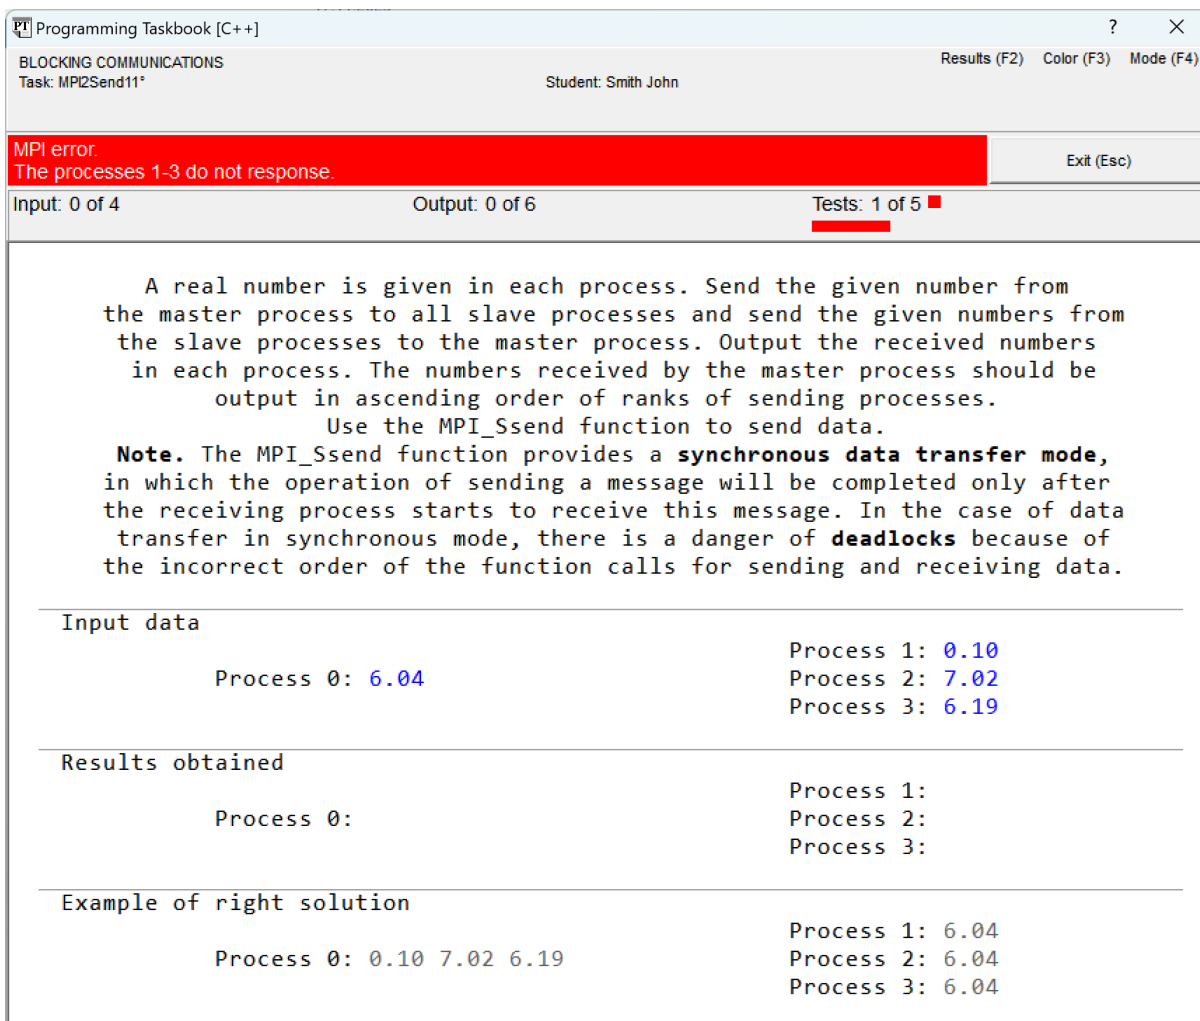 PT Programming Taskbook [C++] ?
BLOCKING COMMUNICATIONS Results (F2) Color (F3) Mode (F4)
Task: MPI2Send11° Student: Smith John
MPI error.
The processes 1-3 do not response.
Exit (Esc)
Input: 0 of 4 Output: 0 of 6 Tests: 1 of 5
A real number is given in each process. Send the given number from
the master process to all slave processes and send the given numbers from
the slave processes to the master process. Output the received numbers
in each process. The numbers received by the master process should be
output in ascending order of ranks of sending processes.
Use the MPI_Ssend function to send data.
Note. The MPI_Ssend function provides a synchronous data transfer mode,
in which the operation of sending a message will be completed only after
the receiving process starts to receive this message. In the case of data
transfer in synchronous mode, there is a danger of deadlocks because of
the incorrect order of the function calls for sending and receiving data.
Input data
Process 1: 0.10
Process 0: 6.04 Process 2: 7.02
Process 3: 6.19
Results obtained
Process 1:
Process 0: Process 2:
Process 3:
Example of right solution
Process 1: 6.04
Process 0: 0.10 7.02 6.19 Process 2: 6.04
Process 3: 6.04